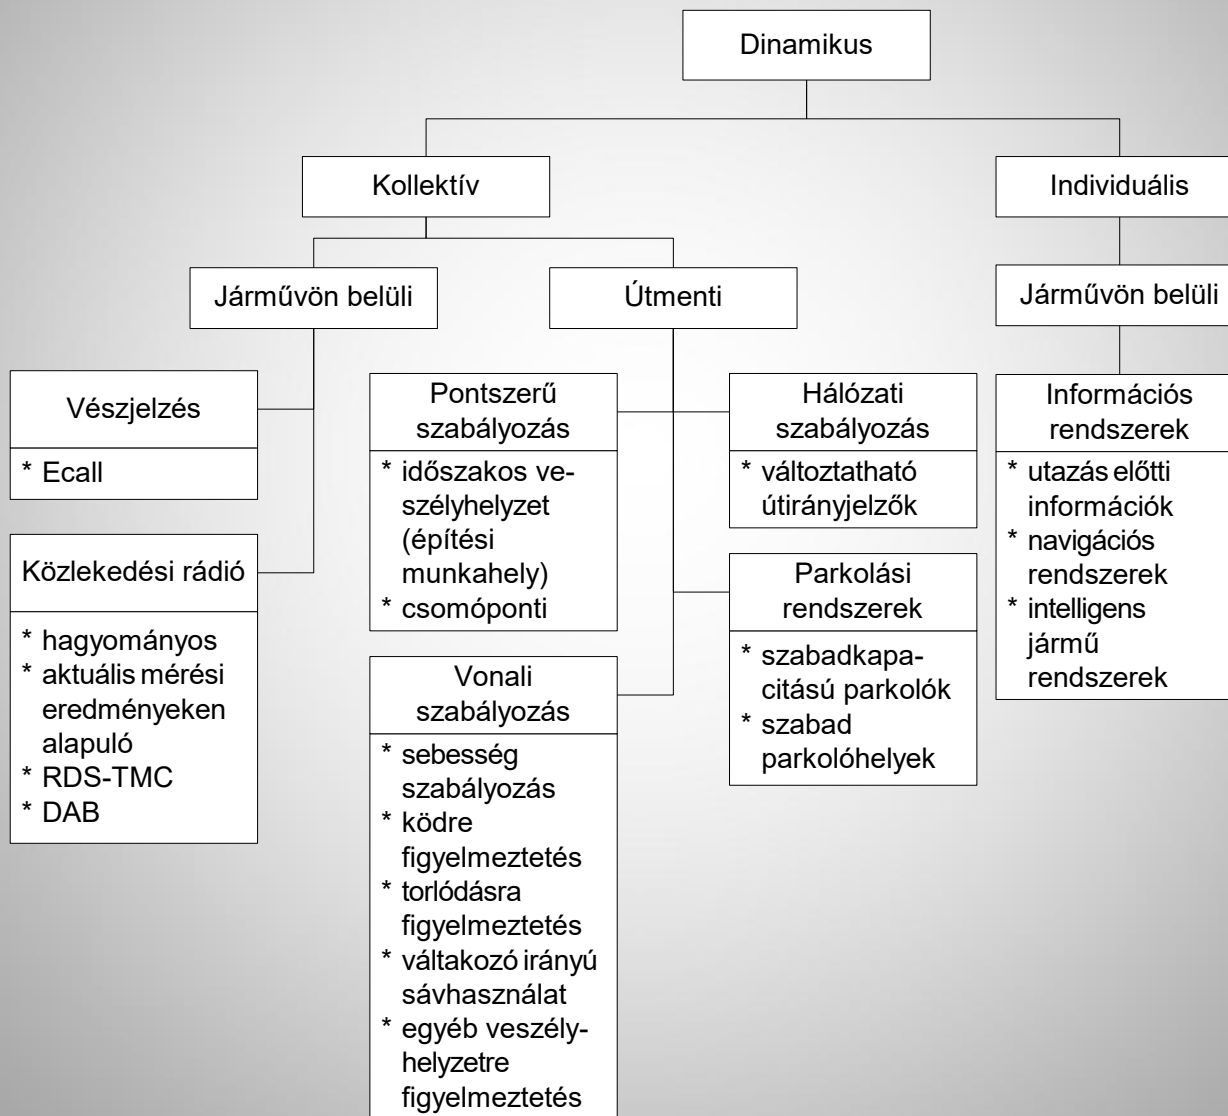 Dinamikus
Kollektív
Individuális
Járművön belüli
Útmenti
Járművön belüli
Vészjelzés
* Ecall
Közlekedési rádió
* hagyományos
* aktuális mérési
eredményeken
alapuló
* RDS-TMC
* DAB
Pontszerű
szabályozás
* időszakos ve-
szélyhelyzet
(építési
munkahely)
* csomóponti
Vonali
szabályozás
* sebesség
szabályozás
* ködre
figyelmeztetés
* torlódásra
figyelmeztetés
* váltakozó irányú
sávhasználat
* egyéb veszély-
helyzetre
figyelmeztetés
Hálózati
szabályozás
* változtatható
útirányjelzők
Parkolási
rendszerek
* szabadkapa-
citású parkolók
* szabad
parkolóhelyek
Információs
rendszerek
* utazás előtti
információk
* navigációs
rendszerek
* intelligens
jármű
rendszerek